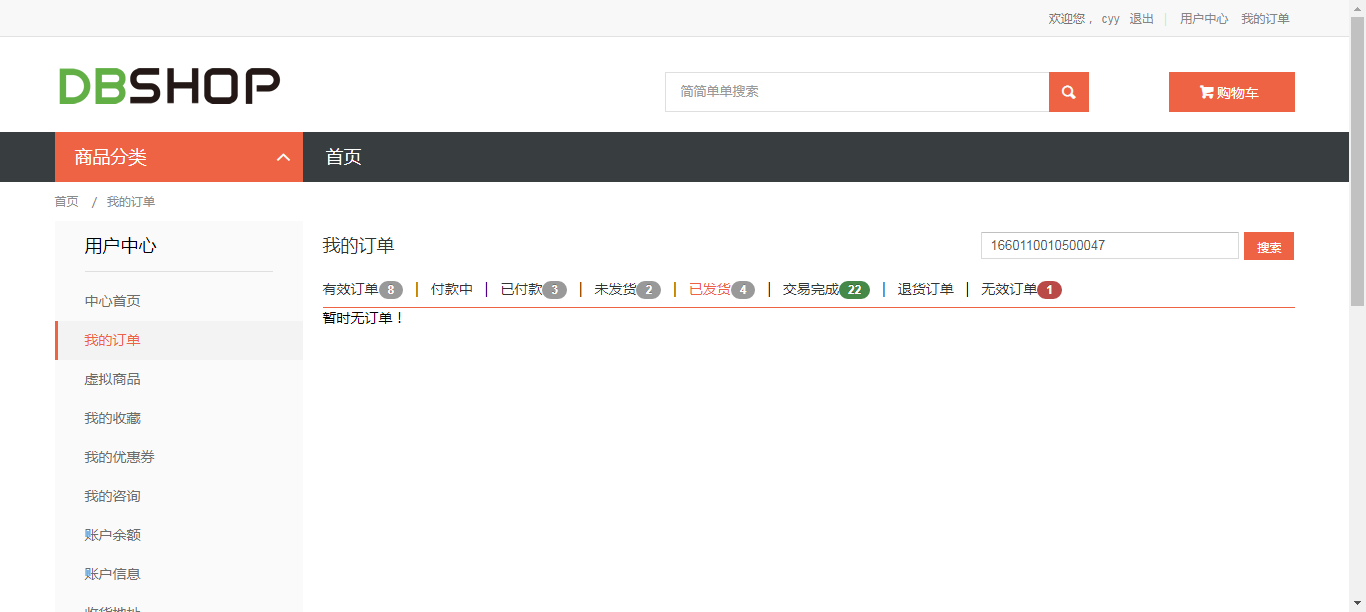 欢迎您， cyy 退出 | 用户中心 我的订单
DBSHOP
简简单单搜索
购物车
商品分类 首页
首页 / 我的订单
用户中心
中心首页
我的订单
虚拟商品
我的收藏
我的优惠券
我的咨询
账户余额
账户信息
收货地址
我的订单
1660110010500047 搜索
有效订单 8 | 付款中 | 已付款 3 | 未发货 2 | 已发货 4 | 交易完成 22 | 退货订单 | 无效订单 1
暂时无订单！